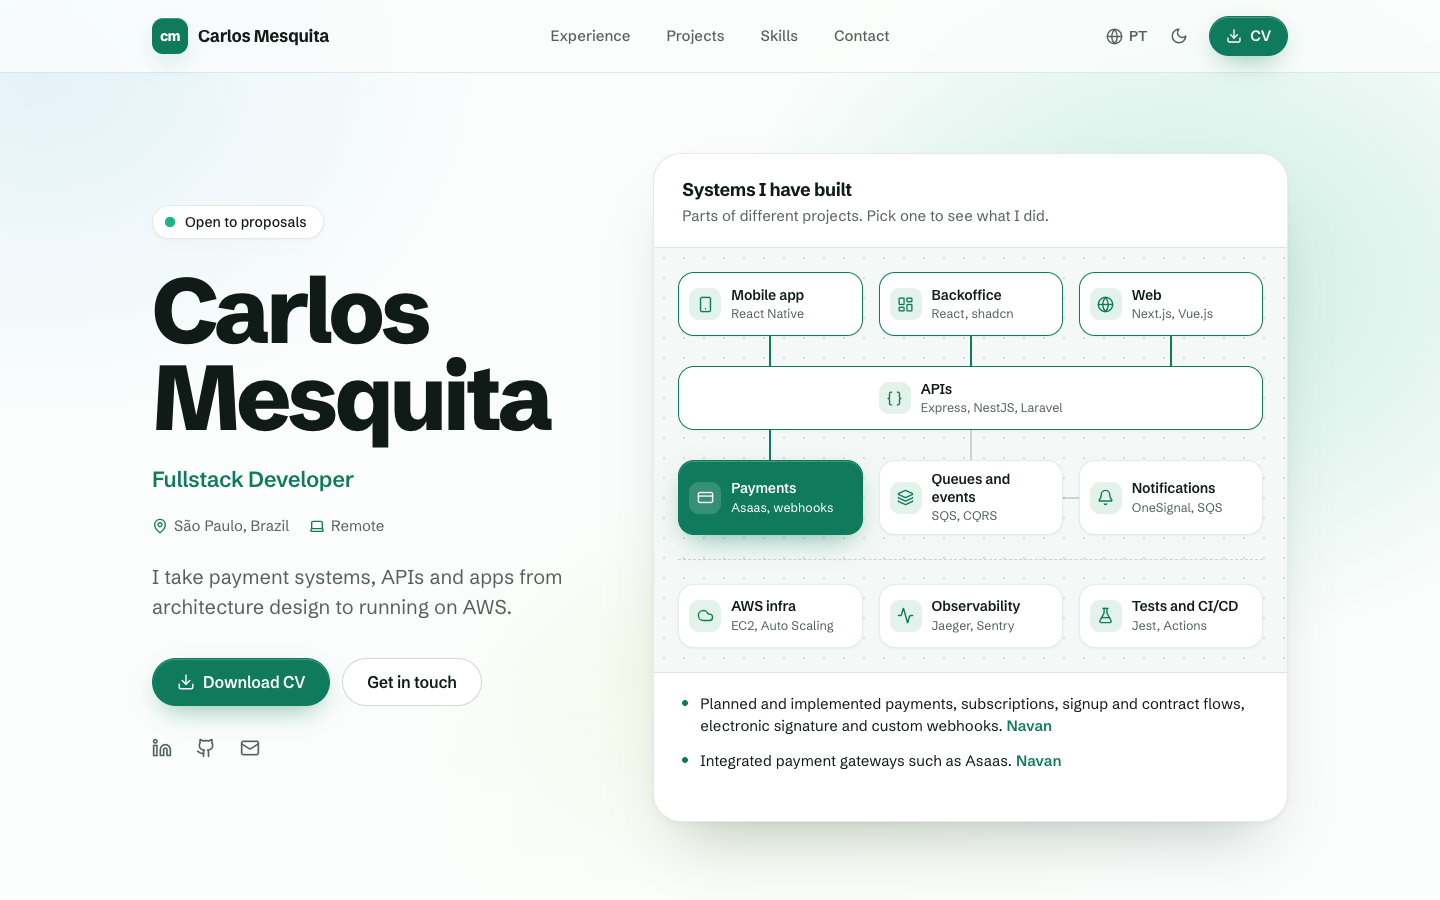 cm
Carlos Mesquita
Experience
Projects
Skills
Contact
PT
CV
Open to proposals
Carlos
Mesquita
Fullstack Developer
São Paulo, Brazil
Remote
I take payment systems, APIs and apps from
architecture design to running on AWS.
Download CV
Get in touch
Systems I have built
Parts of different projects. Pick one to see what I did.
Mobile app
React Native
Backoffice
React, shadcn
Web
Next.js, Vue.js
APIs
Express, NestJS, Laravel
Payments
Asaas, webhooks
Queues and
events
SQS, CQRS
Notifications
OneSignal, SQS
AWS infra
EC2, Auto Scaling
Observability
Jaeger, Sentry
Tests and CI/CD
Jest, Actions
Planned and implemented payments, subscriptions, signup and contract flows,
electronic signature and custom webhooks. Navan
Integrated payment gateways such as Asaas. Navan